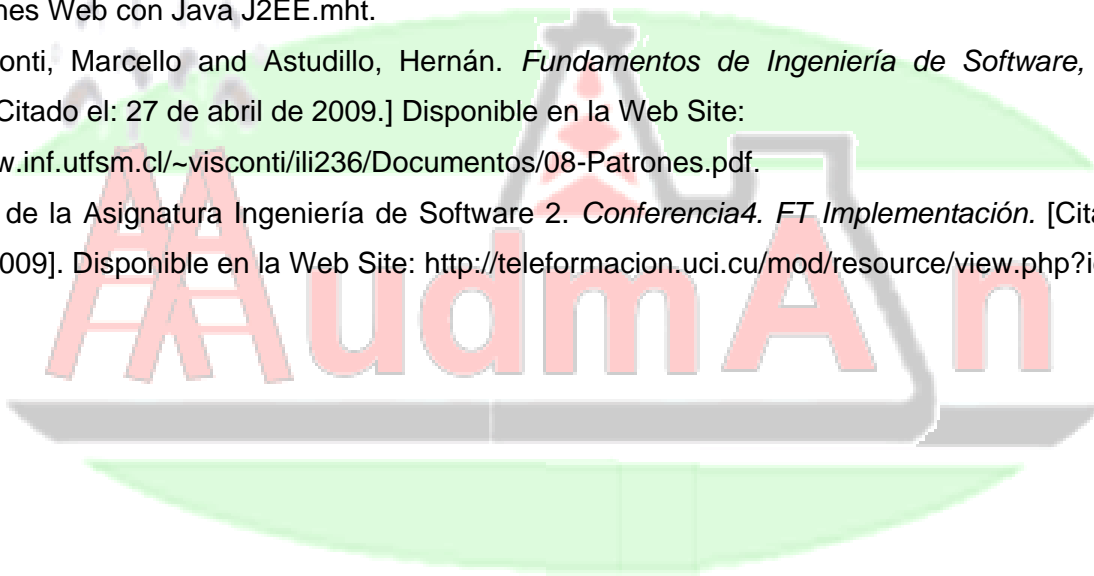 nes Web con Java J2EE.mht.
onti, Marcello and Astudillo, Hernán. Fundamentos de Ingeniería de Software,
Citado el: 27 de abril de 2009.] Disponible en la Web Site:
w.inf.utfsm.cl/~visconti/ili236/Documentos/08-Patrones.pdf.
de la Asignatura Ingeniería de Software 2. Conferencia4. FT Implementación. [Cita
009]. Disponible en la Web Site: http://teleformacion.uci.cu/mod/resource/view.php?i
AudmAn